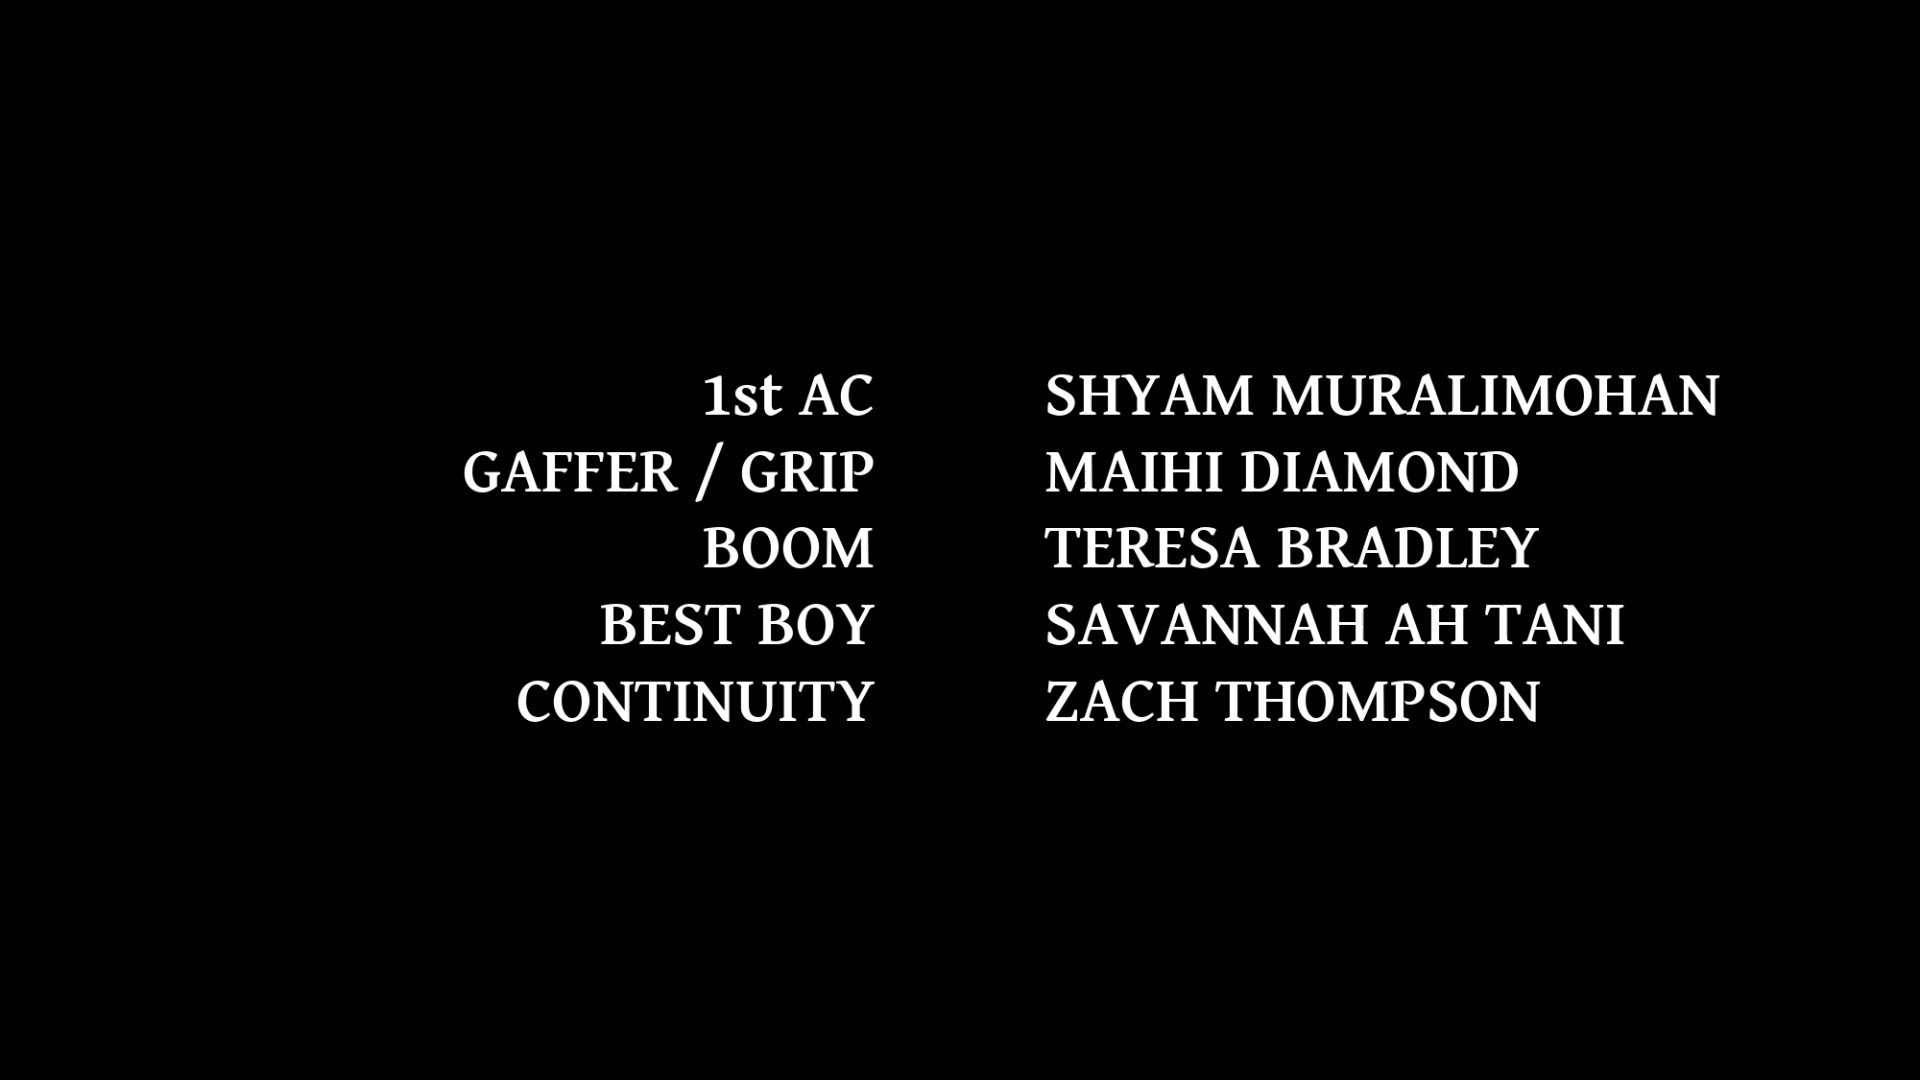 1st AC SHYAM MURALIMOHAN
GAFFER / GRIP MAIHI DIAMOND
BOOM TERESA BRADLEY
BEST BOY SAVANNAH AH TANI
CONTINUITY ZACH THOMPSON